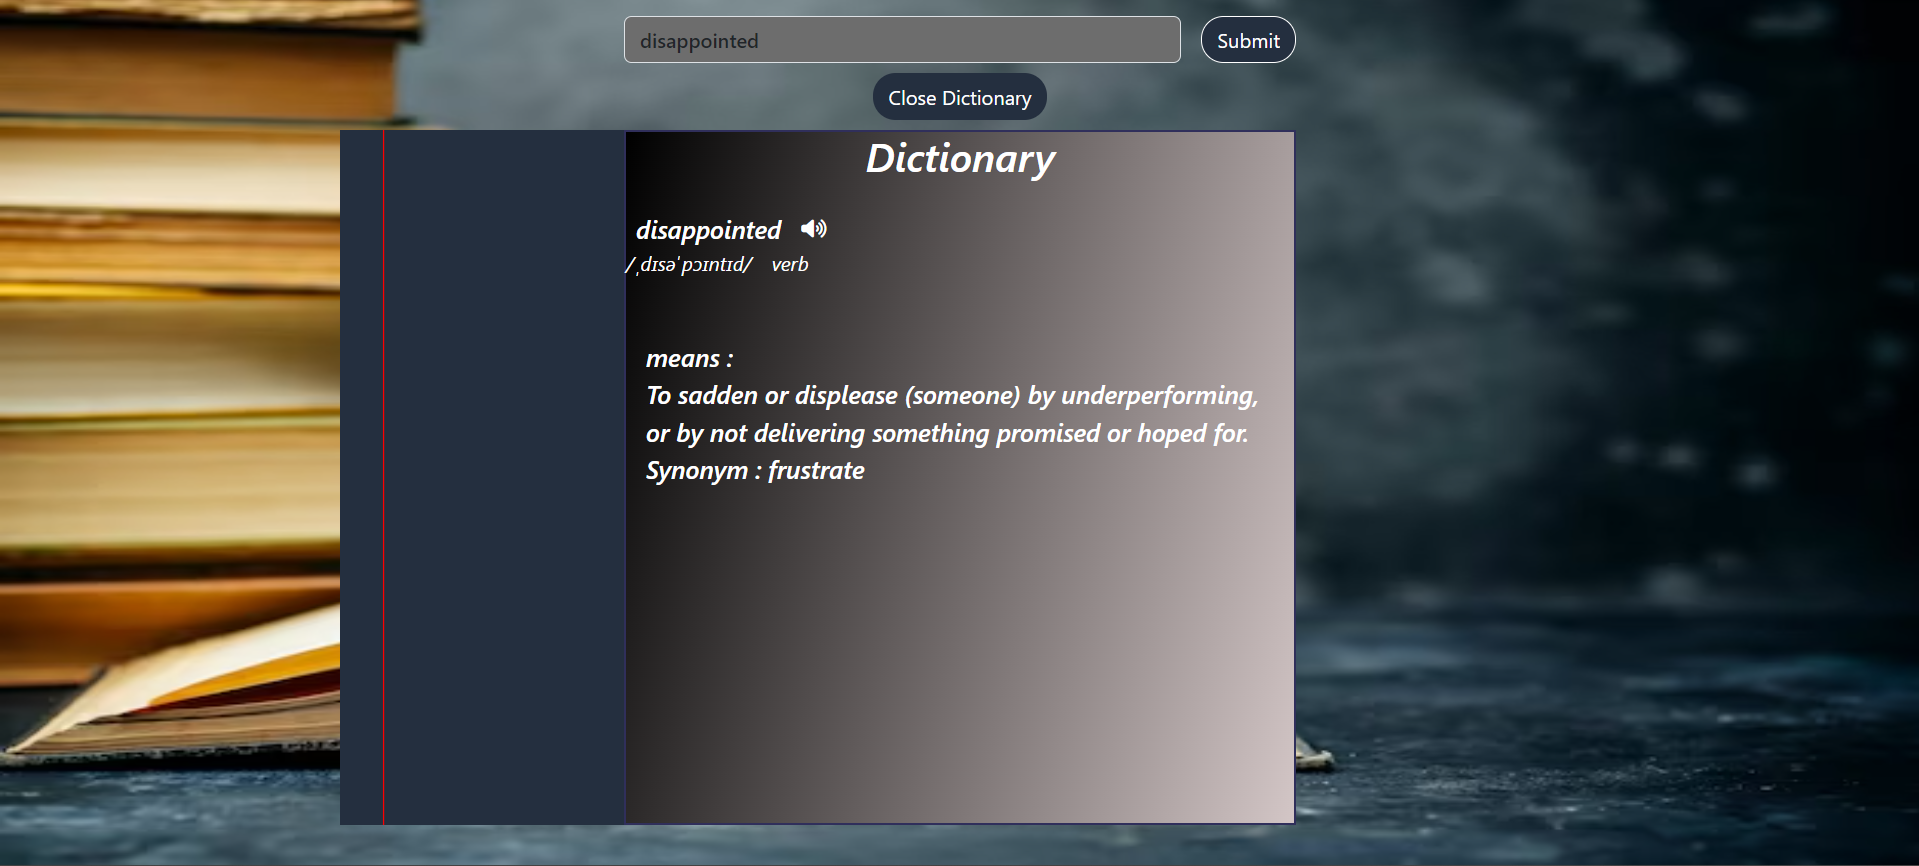 disappointed
Submit
Close Dictionary
Dictionary
disappointed
/ˌdɪsəˈpɔɪntɪd/ verb
means :
To sadden or displease (someone) by underperforming,
or by not delivering something promised or hoped for.
Synonym : frustrate